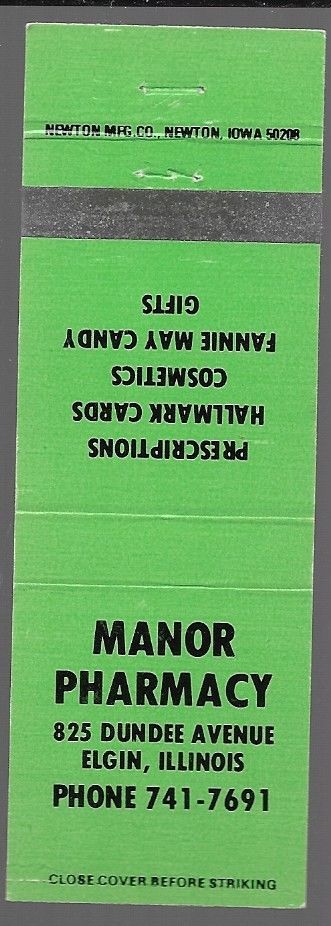 NEWTON MFG. CO., NEWTON, IOWA 50208
PRESCRIPTIONS
HALLMARK CARDS
COSMETICS
FANNIE MAY CANDY
GIFTS
MANOR
PHARMACY
825 DUNDEE AVENUE
ELGIN, ILLINOIS
PHONE 741-7691
CLOSE COVER BEFORE STRIKING